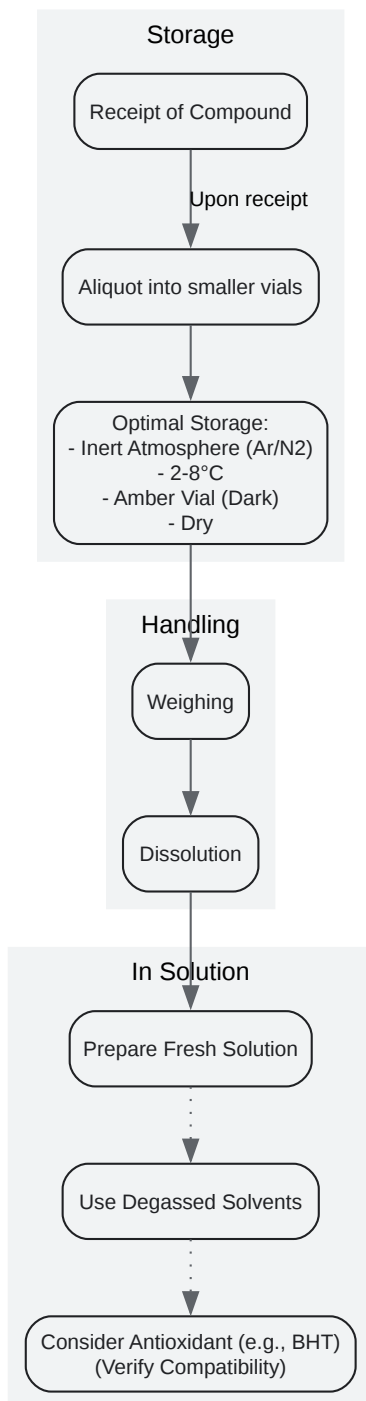 Storage
Receipt of Compound
Upon receipt
Aliquot into smaller vials
Optimal Storage:
- Inert Atmosphere (Ar/N2)
- 2-8°C
- Amber Vial (Dark)
- Dry
Handling
Weighing
Dissolution
In Solution
Prepare Fresh Solution
Use Degassed Solvents
Consider Antioxidant (e.g., BHT)
(Verify Compatibility)